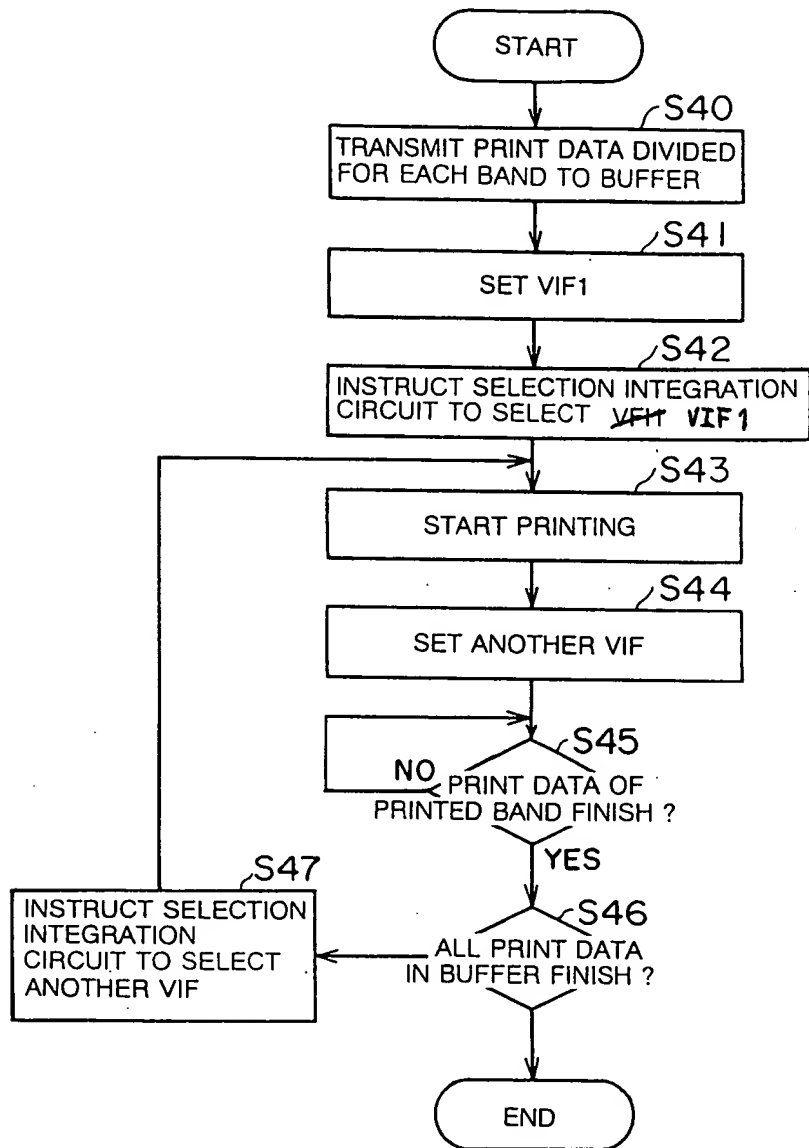 START
S40
TRANSMIT PRINT DATA DIVIDED
FOR EACH BAND TO BUFFER
S41
SET VIF1
S42
INSTRUCT SELECTION INTEGRATION
CIRCUIT TO SELECT VFI1 VIF1
S43
START PRINTING
S44
SET ANOTHER VIF
S45
NO
PRINT DATA OF
PRINTED BAND FINISH ?
YES
S47
INSTRUCT SELECTION
INTEGRATION
CIRCUIT TO SELECT
ANOTHER VIF
S46
ALL PRINT DATA
IN BUFFER FINISH ?
END